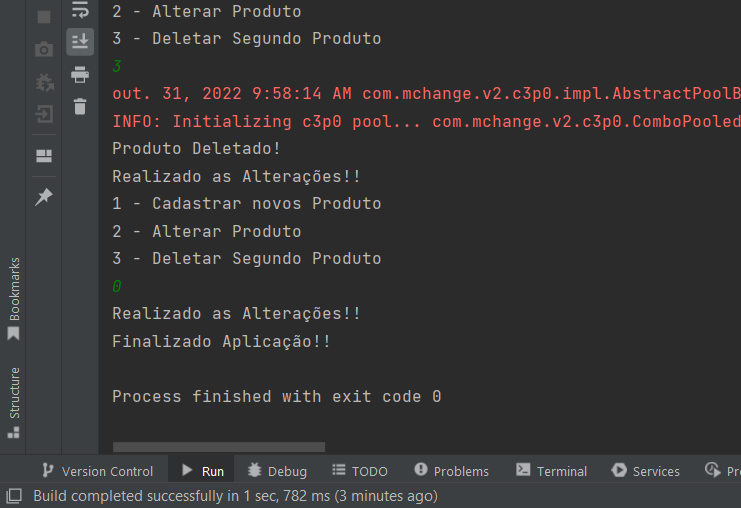 2 - Alterar Produto
3 - Deletar Segundo Produto
3
out. 31, 2022 9:58:14 AM com.mchange.v2.c3p0.impl.AbstractPoolB
INFO: Initializing c3p0 pool... com.mchange.v2.c3p0.ComboPooled
Produto Deletado!
Realizado as Alterações!!
1 - Cadastrar novos Produto
2 - Alterar Produto
3 - Deletar Segundo Produto
0
Realizado as Alterações!!
Finalizado Aplicação!!
Process finished with exit code 0
Bookmarks
Structure
Version Control Run Debug TODO Problems Terminal Services Pr
Build completed successfully in 1 sec, 782 ms (3 minutes ago)